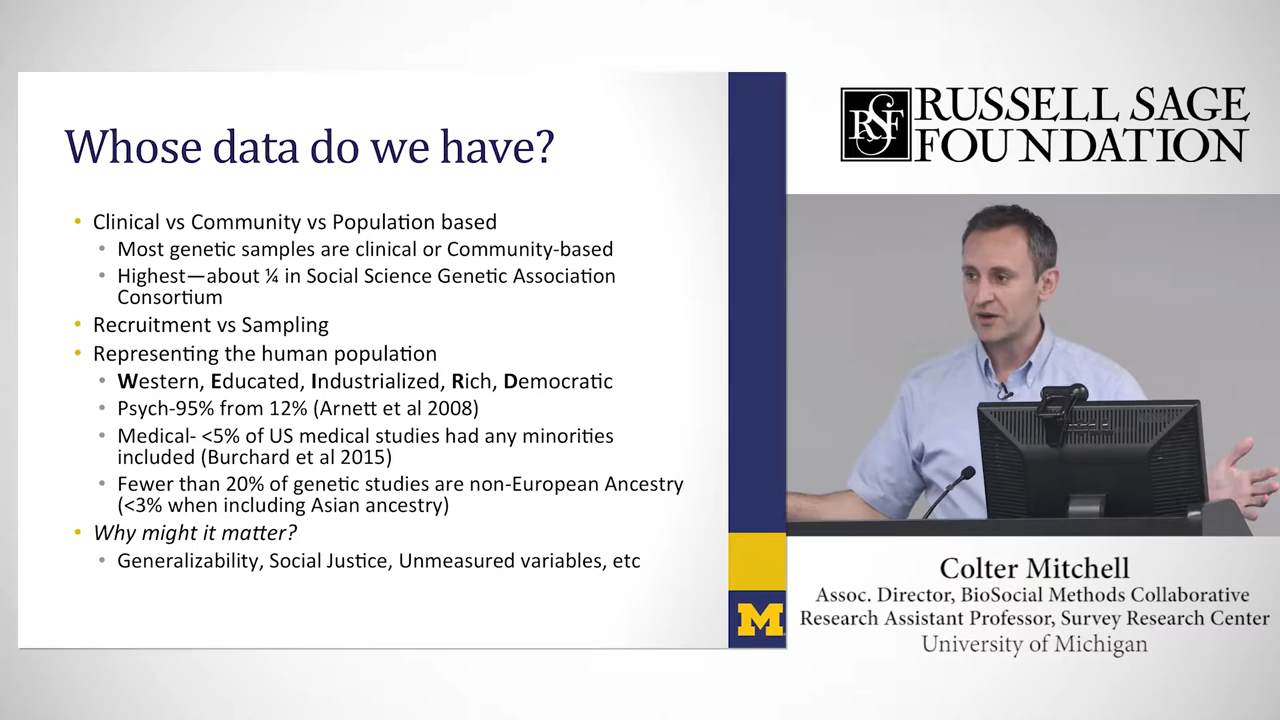 Whose data do we have?
• Clinical vs Community vs Population based
• Most genetic samples are clinical or Community-based
• Highest—about ¼ in Social Science Genetic Association
Consortium
• Recruitment vs Sampling
• Representing the human population
• Western, Educated, Industrialized, Rich, Democratic
• Psych-95% from 12% (Arnett et al 2008)
• Medical- <5% of US medical studies had any minorities
included (Burchard et al 2015)
• Fewer than 20% of genetic studies are non-European Ancestry
(<3% when including Asian ancestry)
• Why might it matter?
• Generalizability, Social Justice, Unmeasured variables, etc
M
RSF
RUSSELL SAGE
FOUNDATION
Colter Mitchell
Assoc. Director, BioSocial Methods Collaborative
Research Assistant Professor, Survey Research Center
University of Michigan